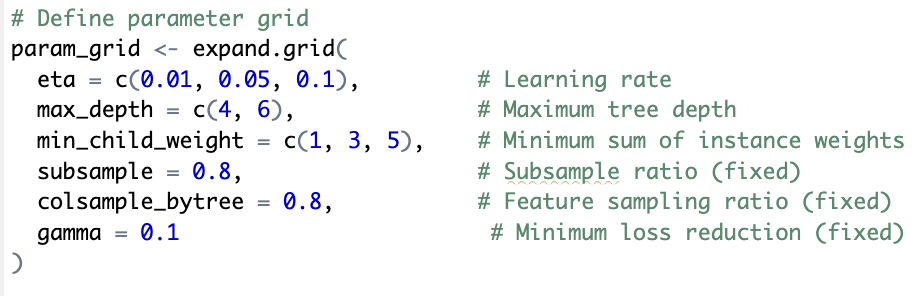 # Define parameter grid
param_grid <- expand.grid(
  eta = c(0.01, 0.05, 0.1),         # Learning rate
  max_depth = c(4, 6),              # Maximum tree depth
  min_child_weight = c(1, 3, 5),    # Minimum sum of instance weights
  subsample = 0.8,                  # Subsample ratio (fixed)
  colsample_bytree = 0.8,           # Feature sampling ratio (fixed)
  gamma = 0.1                        # Minimum loss reduction (fixed)
)